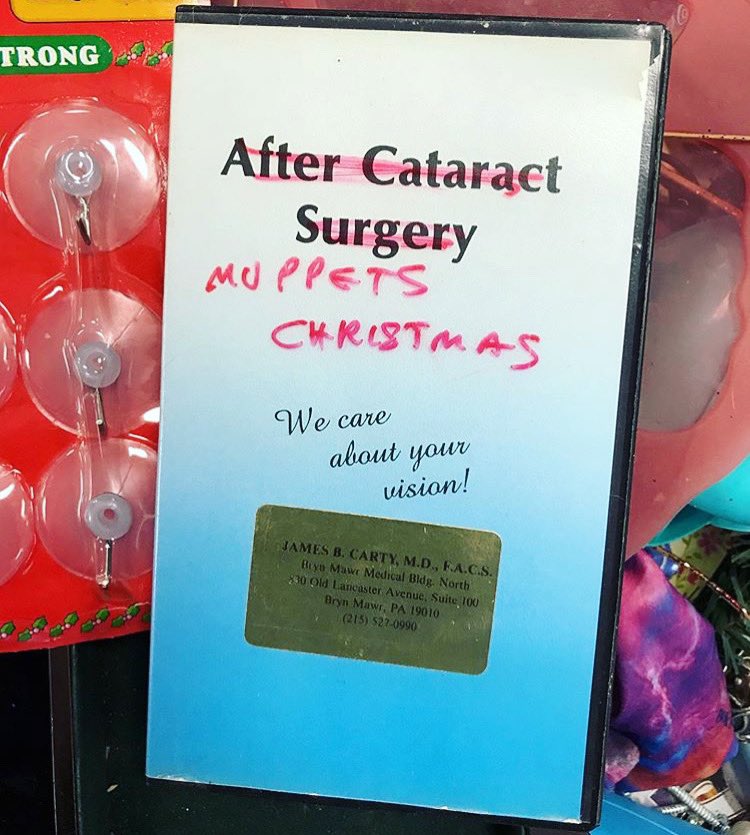 TRONG
After Cataract
Surgery
MUPPETS
CHRISTMAS
We care
about your
vision!
JAMES B. CARTY, M.D., F.A.C.S.
Bryn Mawr Medical Bldg. North
830 Old Lancaster Avenue, Suite 100
Bryn Mawr, PA 19010
(215) 527-0990